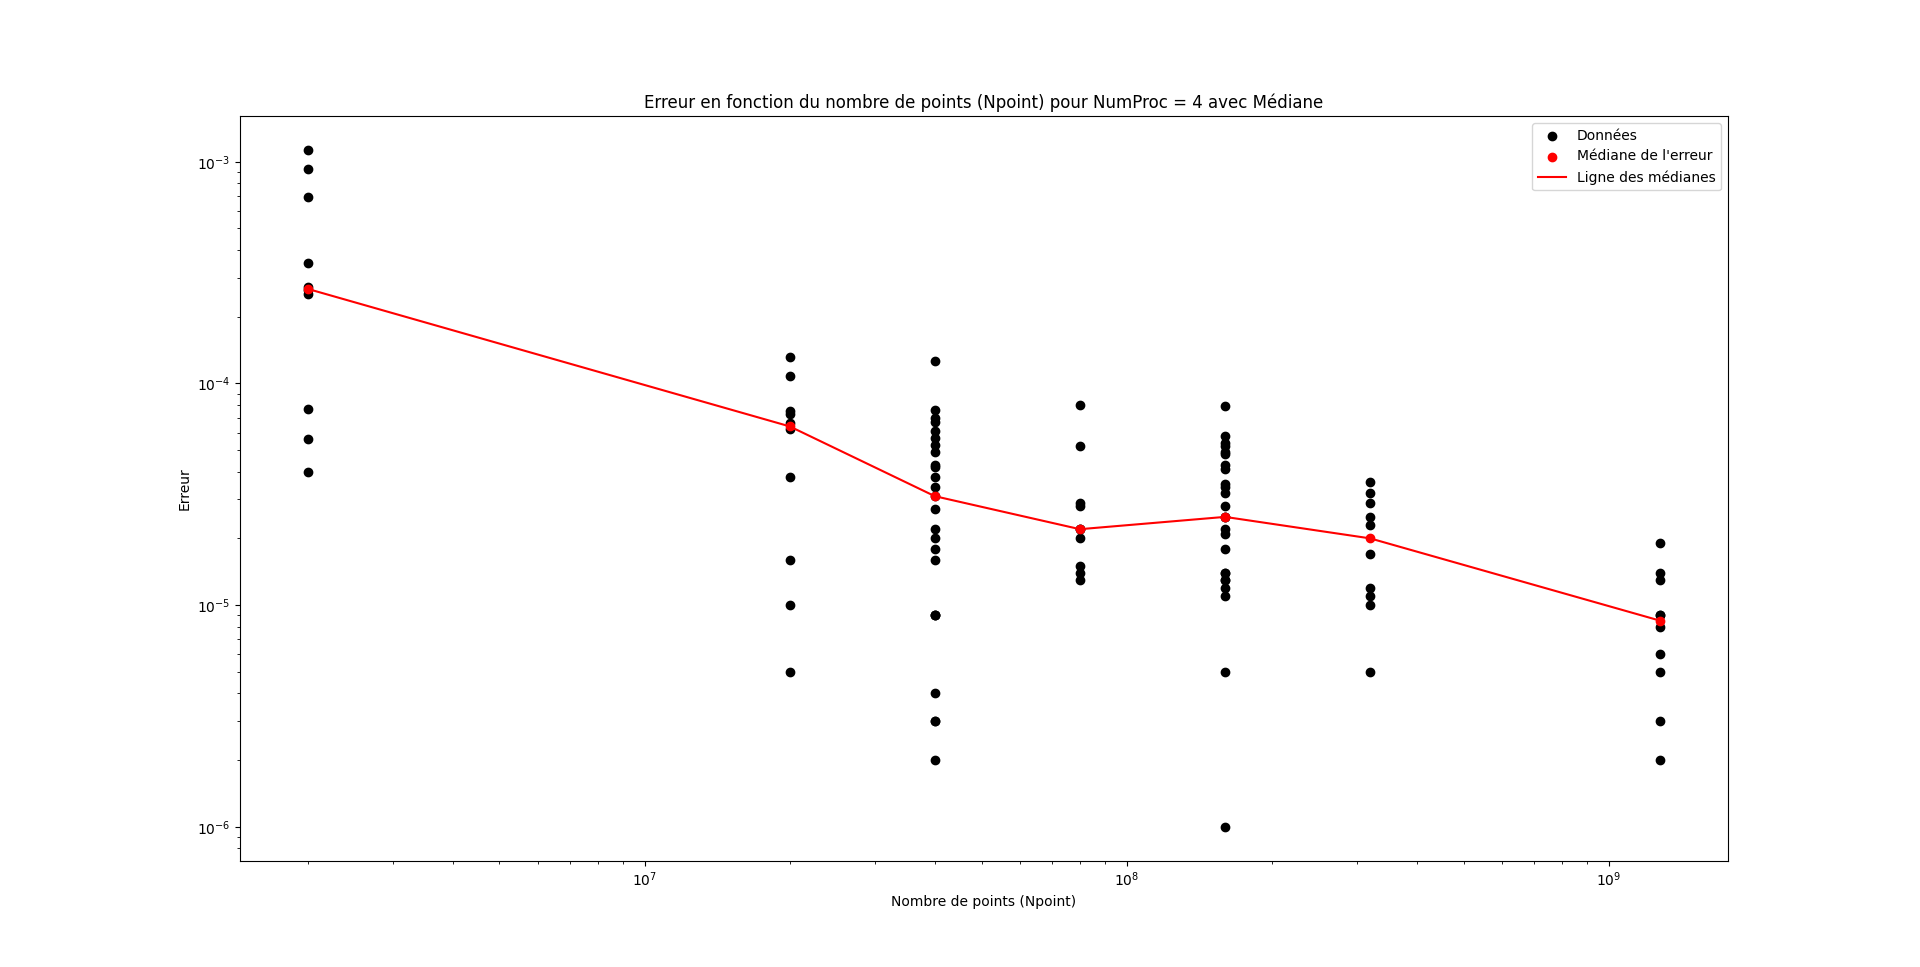 Erreur en fonction du nombre de points (Npoint) pour NumProc = 4 avec Médiane
Données
Médiane de l'erreur
Ligne des médianes
Erreur
10⁻³
10⁻⁴
10⁻⁵
10⁻⁶
10⁷ 10⁸ 10⁹
Nombre de points (Npoint)